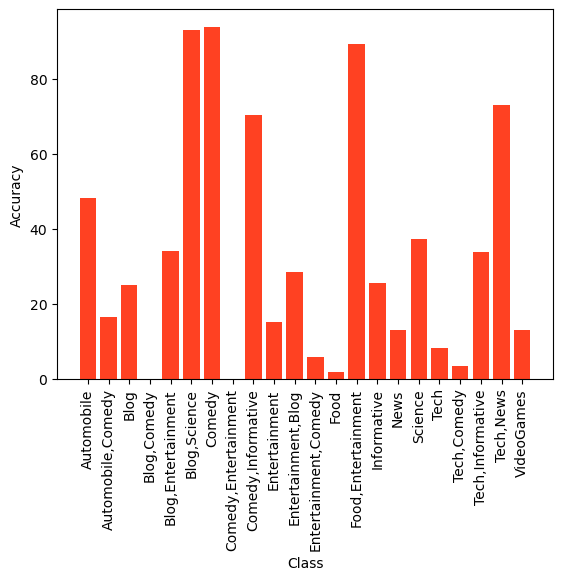 Accuracy
80
60
40
20
0
Automobile
Automobile,Comedy
Blog
Blog,Comedy
Blog,Entertainment
Blog,Science
Comedy
Comedy,Entertainment
Comedy,Informative
Entertainment
Entertainment,Blog
Entertainment,Comedy
Food
Food,Entertainment
Informative
News
Science
Tech
Tech,Comedy
Tech,Informative
Tech,News
VideoGames
Class